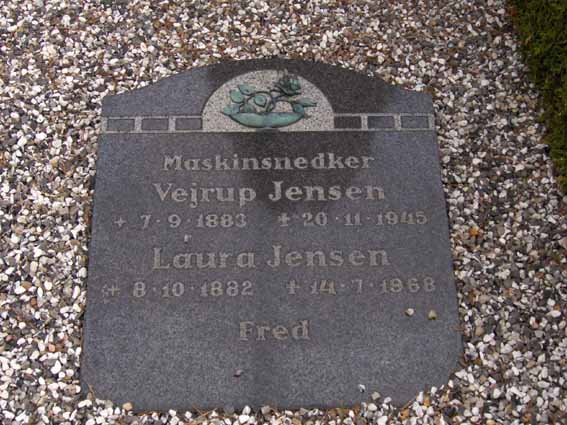 Maskinsnedker
Vejrup Jensen
* 7·9·1883 ✝ 20·11·1945
Laura Jensen
* 8·10·1882 ✝ 14·7·1968
Fred